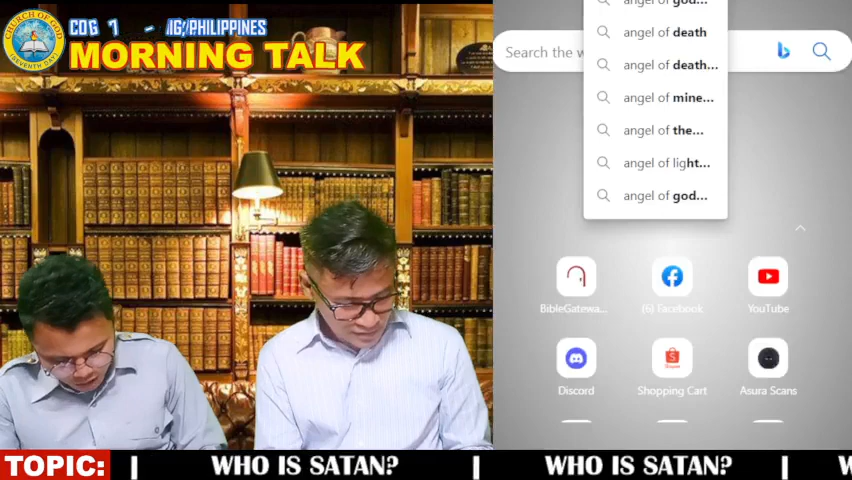 CHURCH OF GOD
(SEVENTH DAY)
COG 7 - IG/PHILIPPINES
MORNING TALK
Search the w
angel of god...
angel of death
angel of death...
angel of mine...
angel of the...
angel of light...
angel of god...
BibleGatewa...
(6) Facebook
YouTube
Discord
Shopping Cart
Asura Scans
TOPIC: | WHO IS SATAN? | WHO IS SATAN? | W